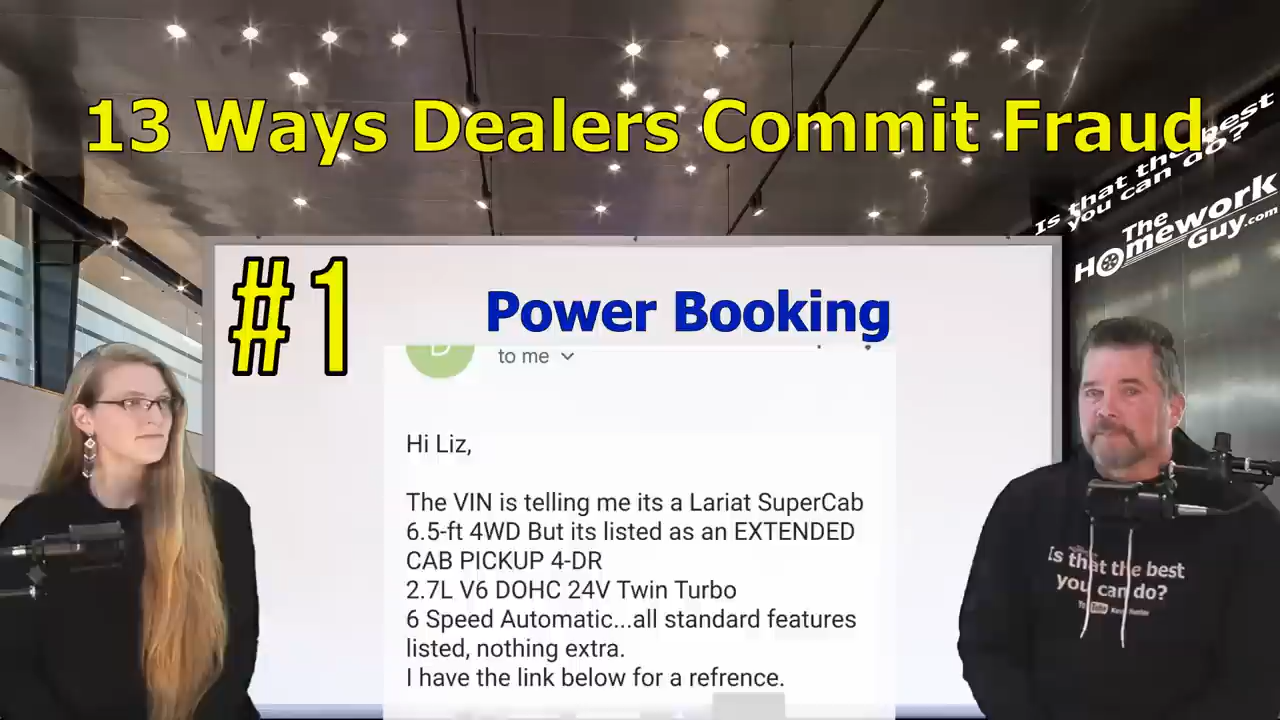 13 Ways Dealers Commit Fraud
Is that the best
you can do?
The
Homework
Guy.com
#1
Power Booking
to me
Hi Liz,
The VIN is telling me its a Lariat SuperCab
6.5-ft 4WD But its listed as an EXTENDED
CAB PICKUP 4-DR
2.7L V6 DOHC 24V Twin Turbo
6 Speed Automatic...all standard features
listed, nothing extra.
I have the link below for a refrence.
Is that the best
you can do?